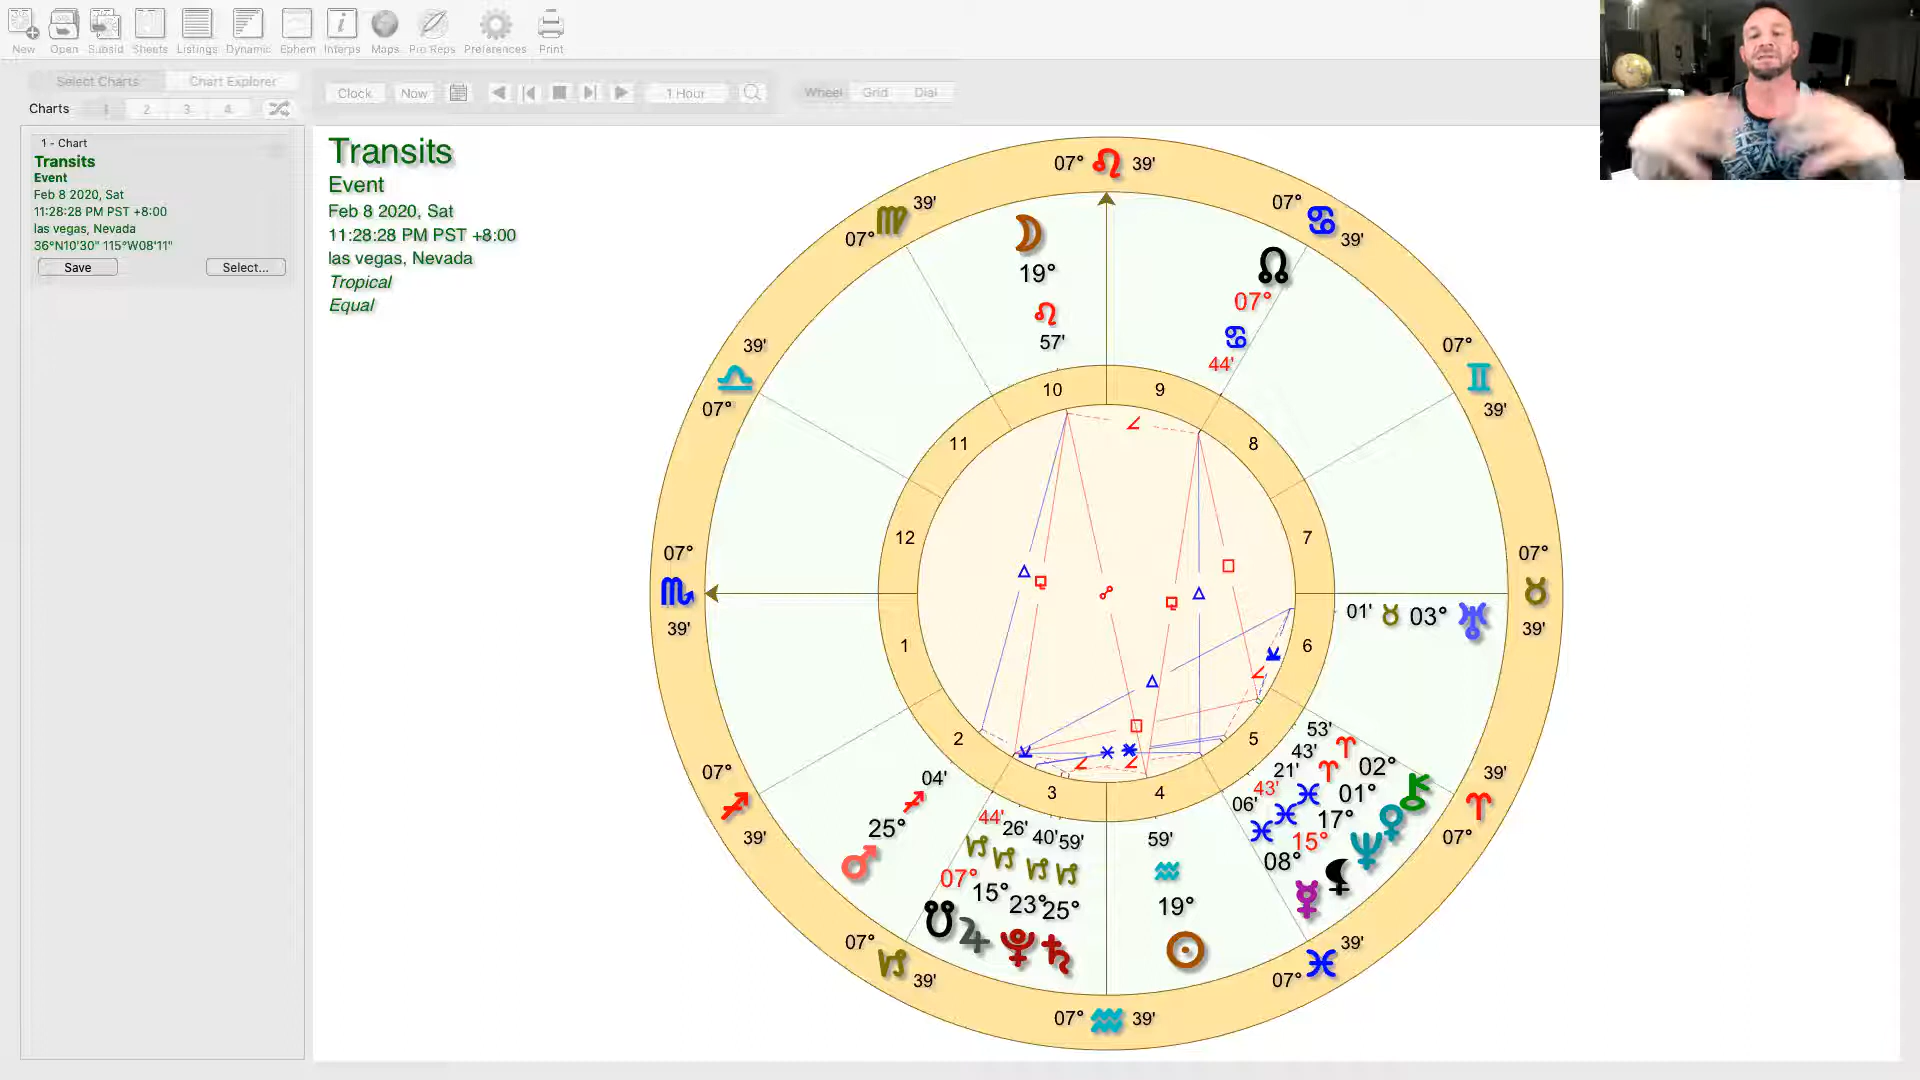 New Open Subsid Sheets Listings Dynamic Ephem Interps Maps Pro Reps Preferences Print
Select Charts Chart Explorer
Charts 1 2 3 4
Clock Now 1 Hour Wheel Grid Dial
1 - Chart
Transits
Event
Feb 8 2020, Sat
11:28:28 PM PST +8:00
las vegas, Nevada
36°N10'30" 115°W08'11"
Save Select...
Transits
Event
Feb 8 2020, Sat
11:28:28 PM PST +8:00
las vegas, Nevada
Tropical
Equal
07° ♌ 39'
07° ♍ 39'
07° ♋ 39'
☽
19°
♌
57'
☊
07°
♋
44'
39' ♎ 07°
07° ♊ 39'
10 9
11 8
12 7
1 6
2 5
3 4
07° ♏ 39'
07° ♉ 39'
01' ♉ 03° ♅
07° ♐ 39'
39' ♈ 07°
04' ♐ 25° ♂
44' ♑ 07° ☋
26' ♑ 15° ♃
40' ♑ 23° ♇
59' ♑ 25° ♄
59' ♒ 19° ☉
06' ♓ 08° ☿
43' ♓ 15° ⚸
21' ♓ 17° ♆
43' ♈ 01° ♀
53' ♈ 02° ⚷
07° ♑ 39'
07° ♓ 39'
07° ♒ 39'